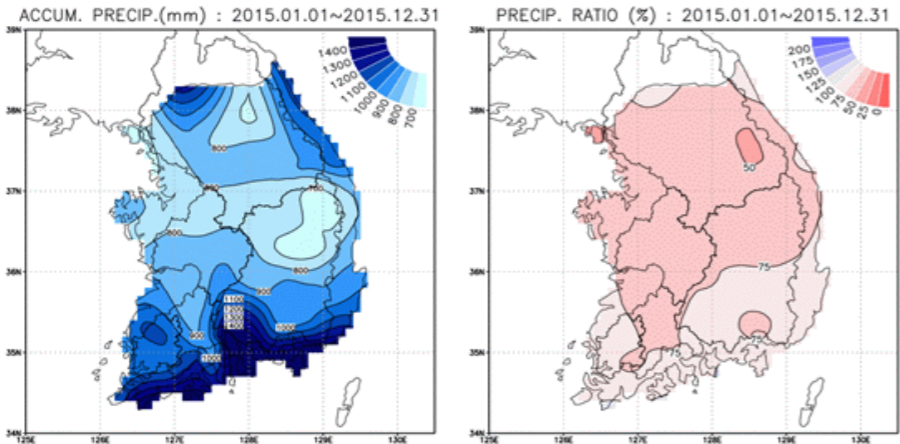 ACCUM. PRECIP.(mm) : 2015.01.01~2015.12.31
1400
1300
1200
1100
1000
900
800
700
39N
38N
37N
36N
35N
34N
125E
126E
127E
128E
129E
130E
800
700
800
800
900
1100
1200
1300
1400
1000
900
1000
PRECIP. RATIO (%) : 2015.01.01~2015.12.31
200
175
150
125
100
75
50
25
0
39N
38N
37N
36N
35N
34N
125E
126E
127E
128E
129E
130E
50
75
75
75